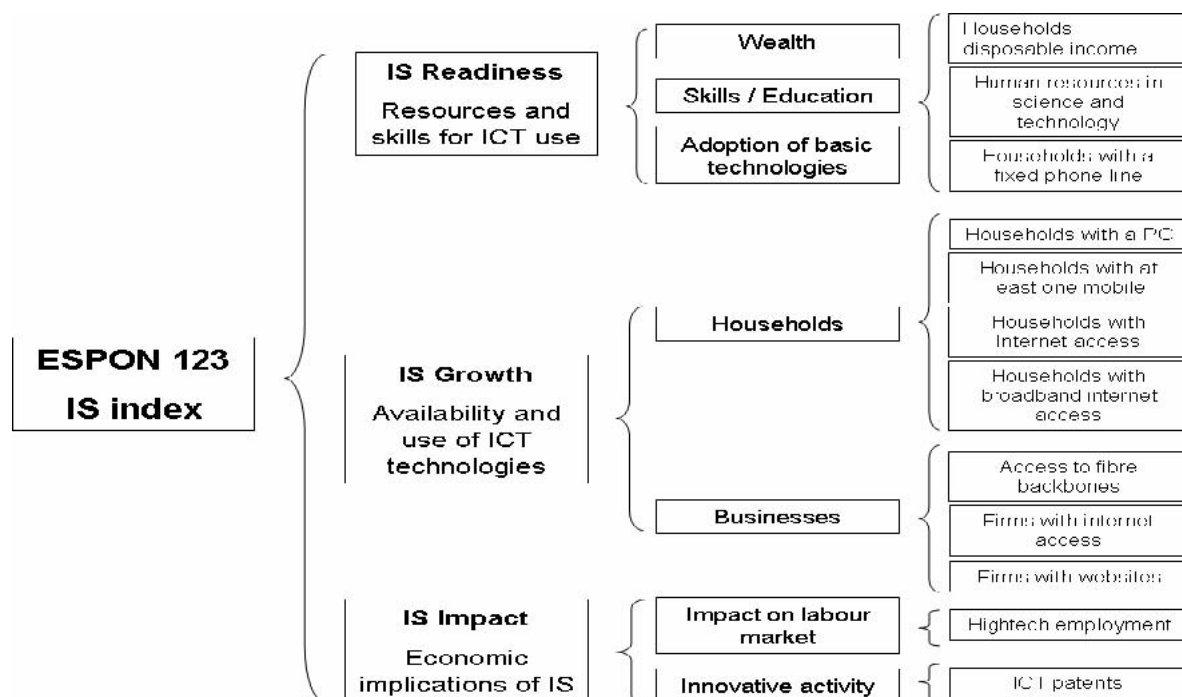 ESPON 123
IS index
IS Readiness
Resources and
skills for ICT use
IS Growth
Availability and
use of ICT
technologies
IS Impact
Economic
implications of IS
Wealth
Skills / Education
Adoption of basic
technologies
Households
Businesses
Impact on labour
market
Innovative activity
Households
disposable income
Human resources in
science and
technology
Households with a
fixed phone line
Households with a PC
Households with at
east one mobile
Households with
Internet access
Households with
broadband internet
access
Access to fibre
backbones
Firms with internet
access
Firms with websites
Hightech employment
ICT patents